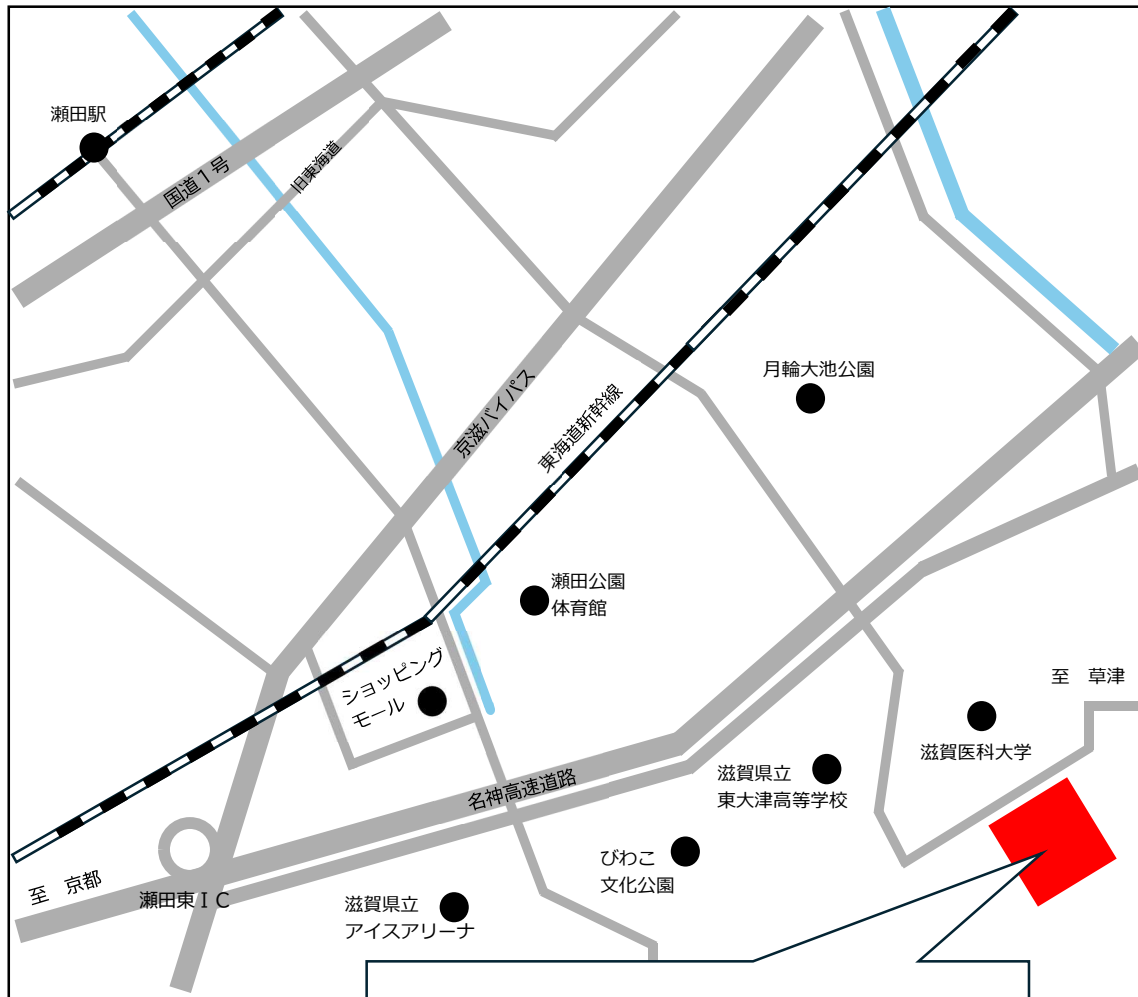 瀬田駅
国道１号
旧東海道
京滋バイパス
東海道新幹線
月輪大池公園
瀬田公園
体育館
ショッピング
モール
至　草津
滋賀医科大学
滋賀県立
東大津高等学校
名神高速道路
びわこ
文化公園
至　京都
瀬田東ＩＣ
滋賀県立
アイスアリーナ